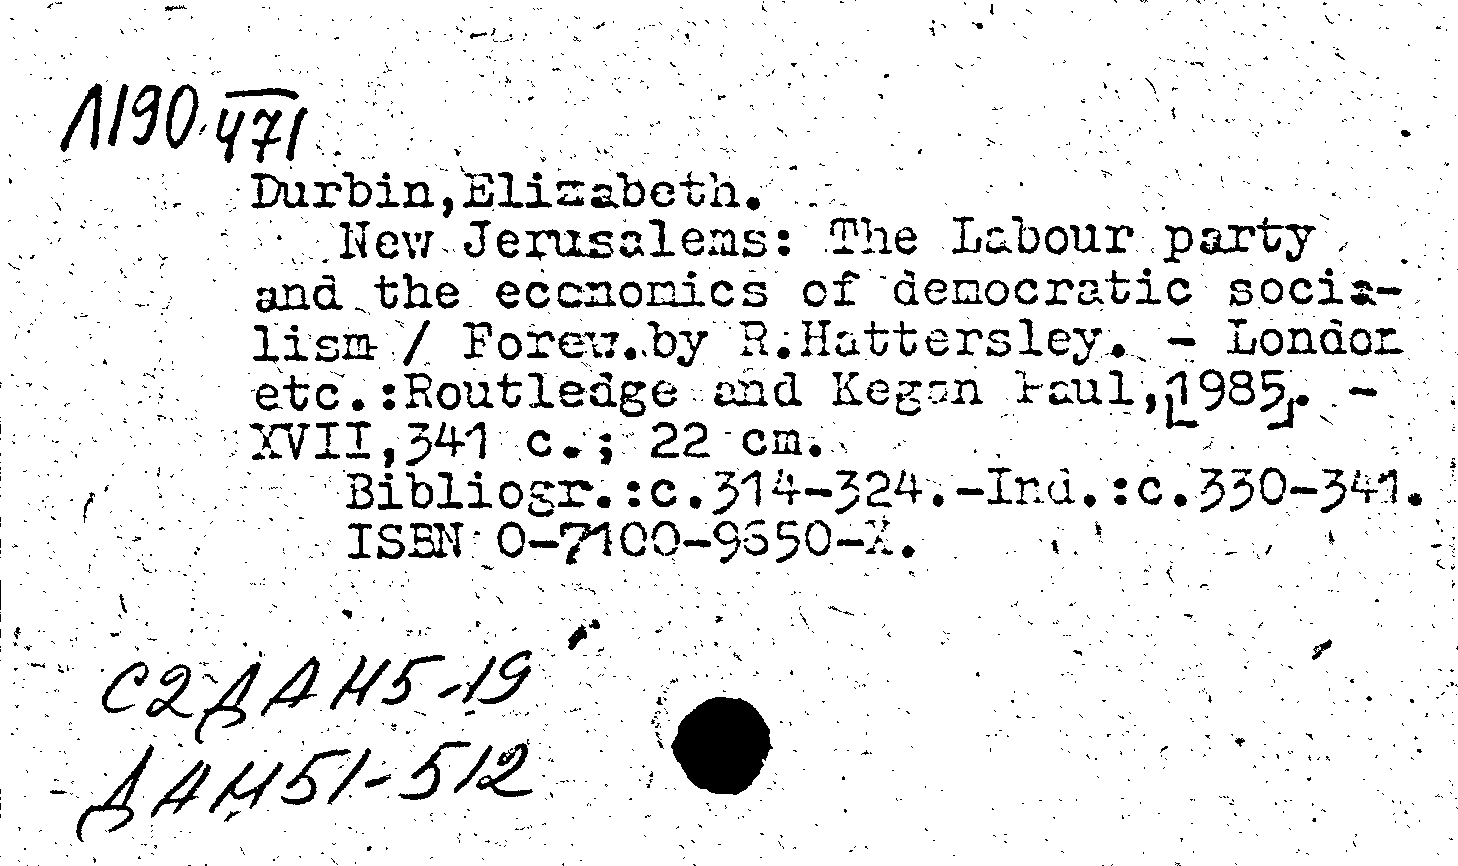 Л190 471
Durbin,Elizabeth.
New Jerusalems: The Labour party
and the economics of democratic socia-
lism / Forew.by R.Hattersley. - London
etc.:Routledge and Kegan Paul,[1985]. -
XVII,341 c.; 22 cm.
Bibliogr.:c.314-324.-Ind.:c.330-341.
ISBN 0-7100-9650-X.
С2ДАН5-19
ДАН51-512